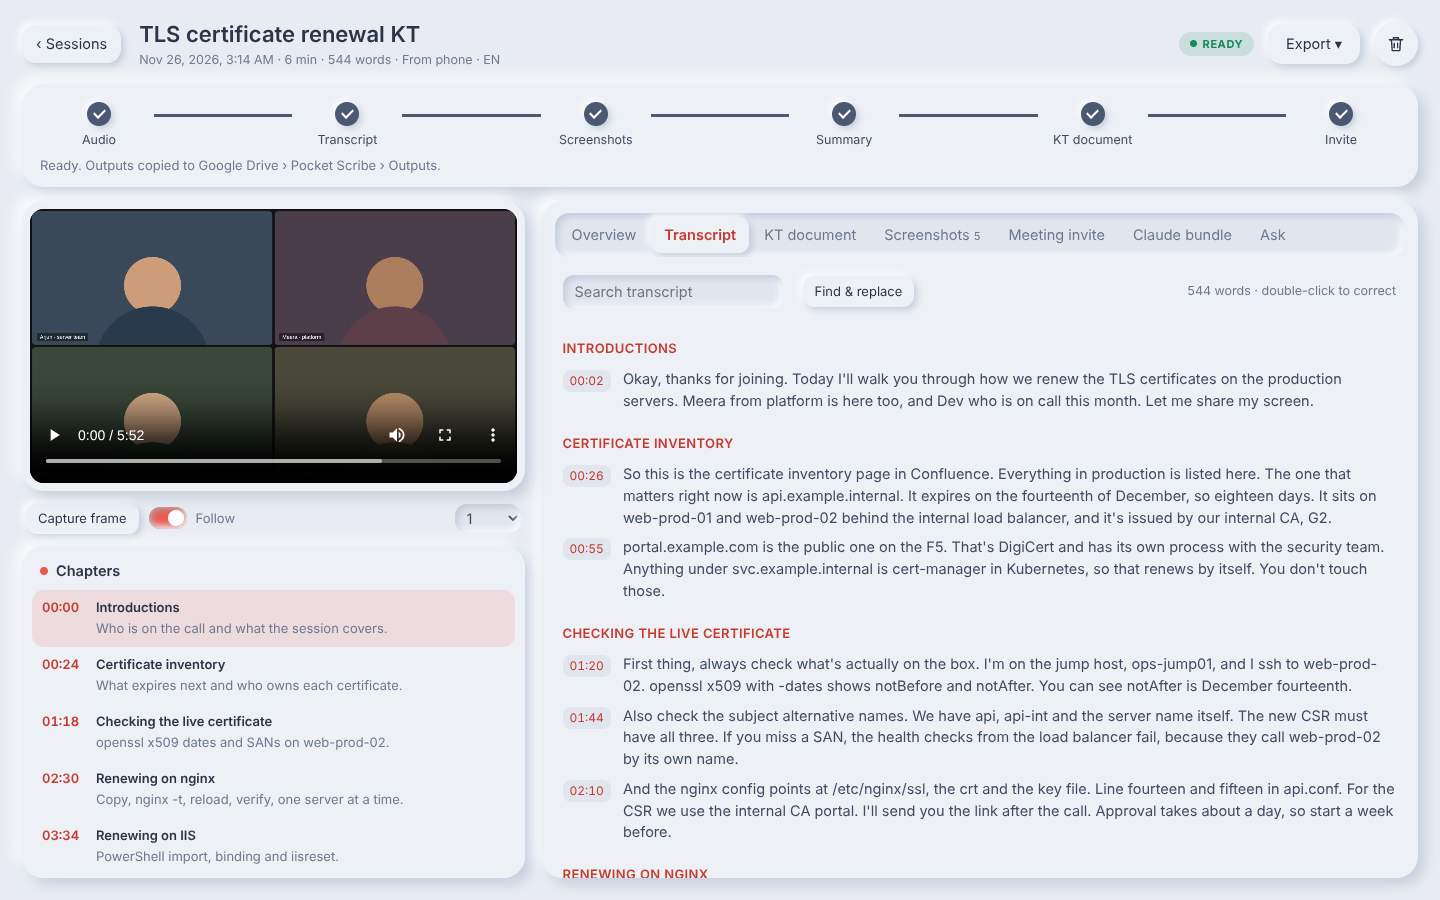 ‹ Sessions
TLS certificate renewal KT
Nov 26, 2026, 3:14 AM · 6 min · 544 words · From phone · EN
READY
Export ▾
Audio
Transcript
Screenshots
Summary
KT document
Invite
Ready. Outputs copied to Google Drive › Pocket Scribe › Outputs.
Arjun · server team
Meera · platform
0:00 / 5:52
Capture frame
Follow
1
Chapters
00:00 Introductions
Who is on the call and what the session covers.
00:24 Certificate inventory
What expires next and who owns each certificate.
01:18 Checking the live certificate
openssl x509 dates and SANs on web-prod-02.
02:30 Renewing on nginx
Copy, nginx -t, reload, verify, one server at a time.
03:34 Renewing on IIS
PowerShell import, binding and iisreset.
Overview Transcript KT document Screenshots 5 Meeting invite Claude bundle Ask
Search transcript
Find & replace
544 words · double-click to correct
INTRODUCTIONS
00:02 Okay, thanks for joining. Today I'll walk you through how we renew the TLS certificates on the production
servers. Meera from platform is here too, and Dev who is on call this month. Let me share my screen.
CERTIFICATE INVENTORY
00:26 So this is the certificate inventory page in Confluence. Everything in production is listed here. The one that
matters right now is api.example.internal. It expires on the fourteenth of December, so eighteen days. It sits on
web-prod-01 and web-prod-02 behind the internal load balancer, and it's issued by our internal CA, G2.
00:55 portal.example.com is the public one on the F5. That's DigiCert and has its own process with the security team.
Anything under svc.example.internal is cert-manager in Kubernetes, so that renews by itself. You don't touch
those.
CHECKING THE LIVE CERTIFICATE
01:20 First thing, always check what's actually on the box. I'm on the jump host, ops-jump01, and I ssh to web-prod-
02. openssl x509 with -dates shows notBefore and notAfter. You can see notAfter is December fourteenth.
01:44 Also check the subject alternative names. We have api, api-int and the server name itself. The new CSR must
have all three. If you miss a SAN, the health checks from the load balancer fail, because they call web-prod-02
by its own name.
02:10 And the nginx config points at /etc/nginx/ssl, the crt and the key file. Line fourteen and fifteen in api.conf. For the
CSR we use the internal CA portal. I'll send you the link after the call. Approval takes about a day, so start a week
before.
RENEWING ON NGINX